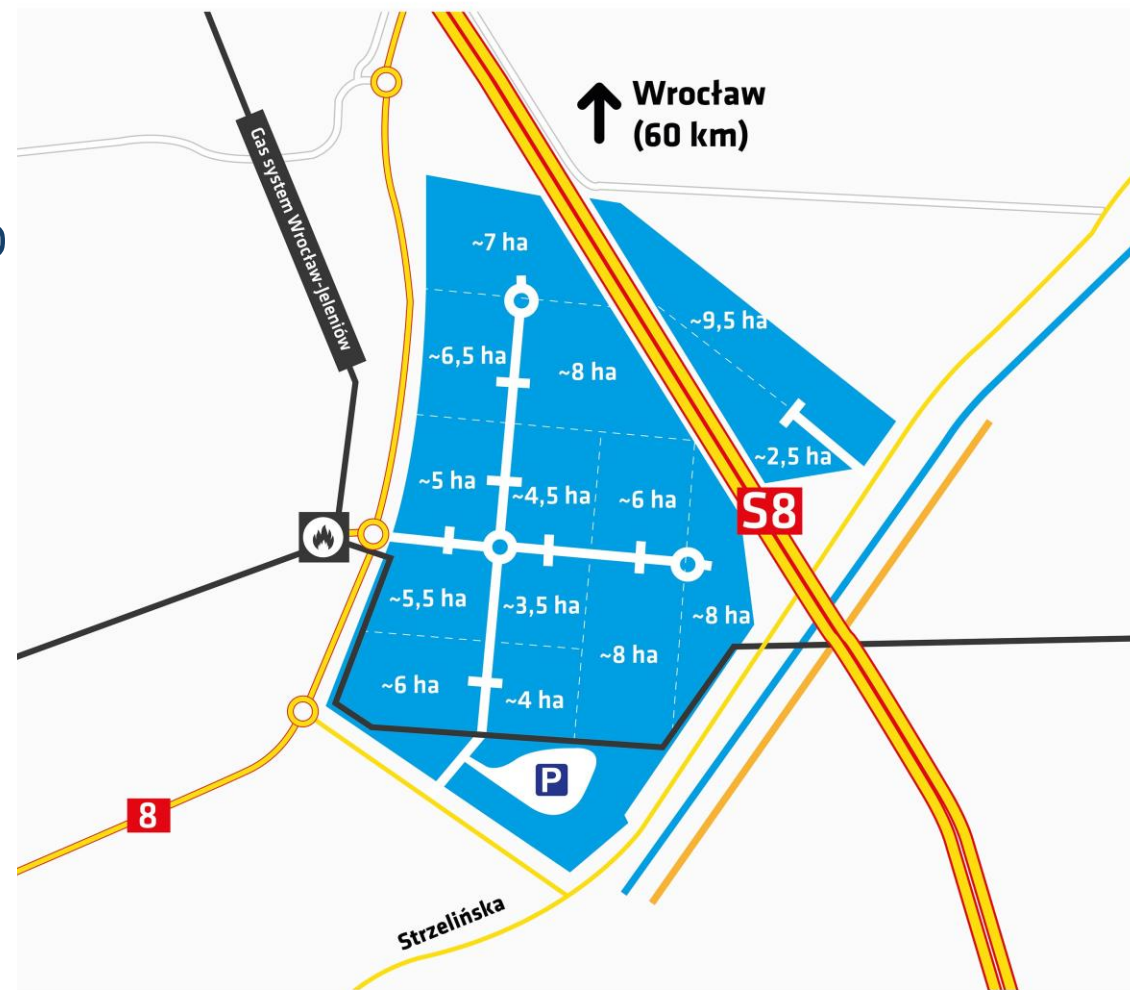 Wrocław
(60 km)
Gas system Wrocław-Jeleniów
~7 ha
~9,5 ha
~6,5 ha
~8 ha
~2,5 ha
~5 ha
~4,5 ha
~6 ha
S8
~5,5 ha
~3,5 ha
~8 ha
~8 ha
~6 ha
~4 ha
P
8
Strzelińska